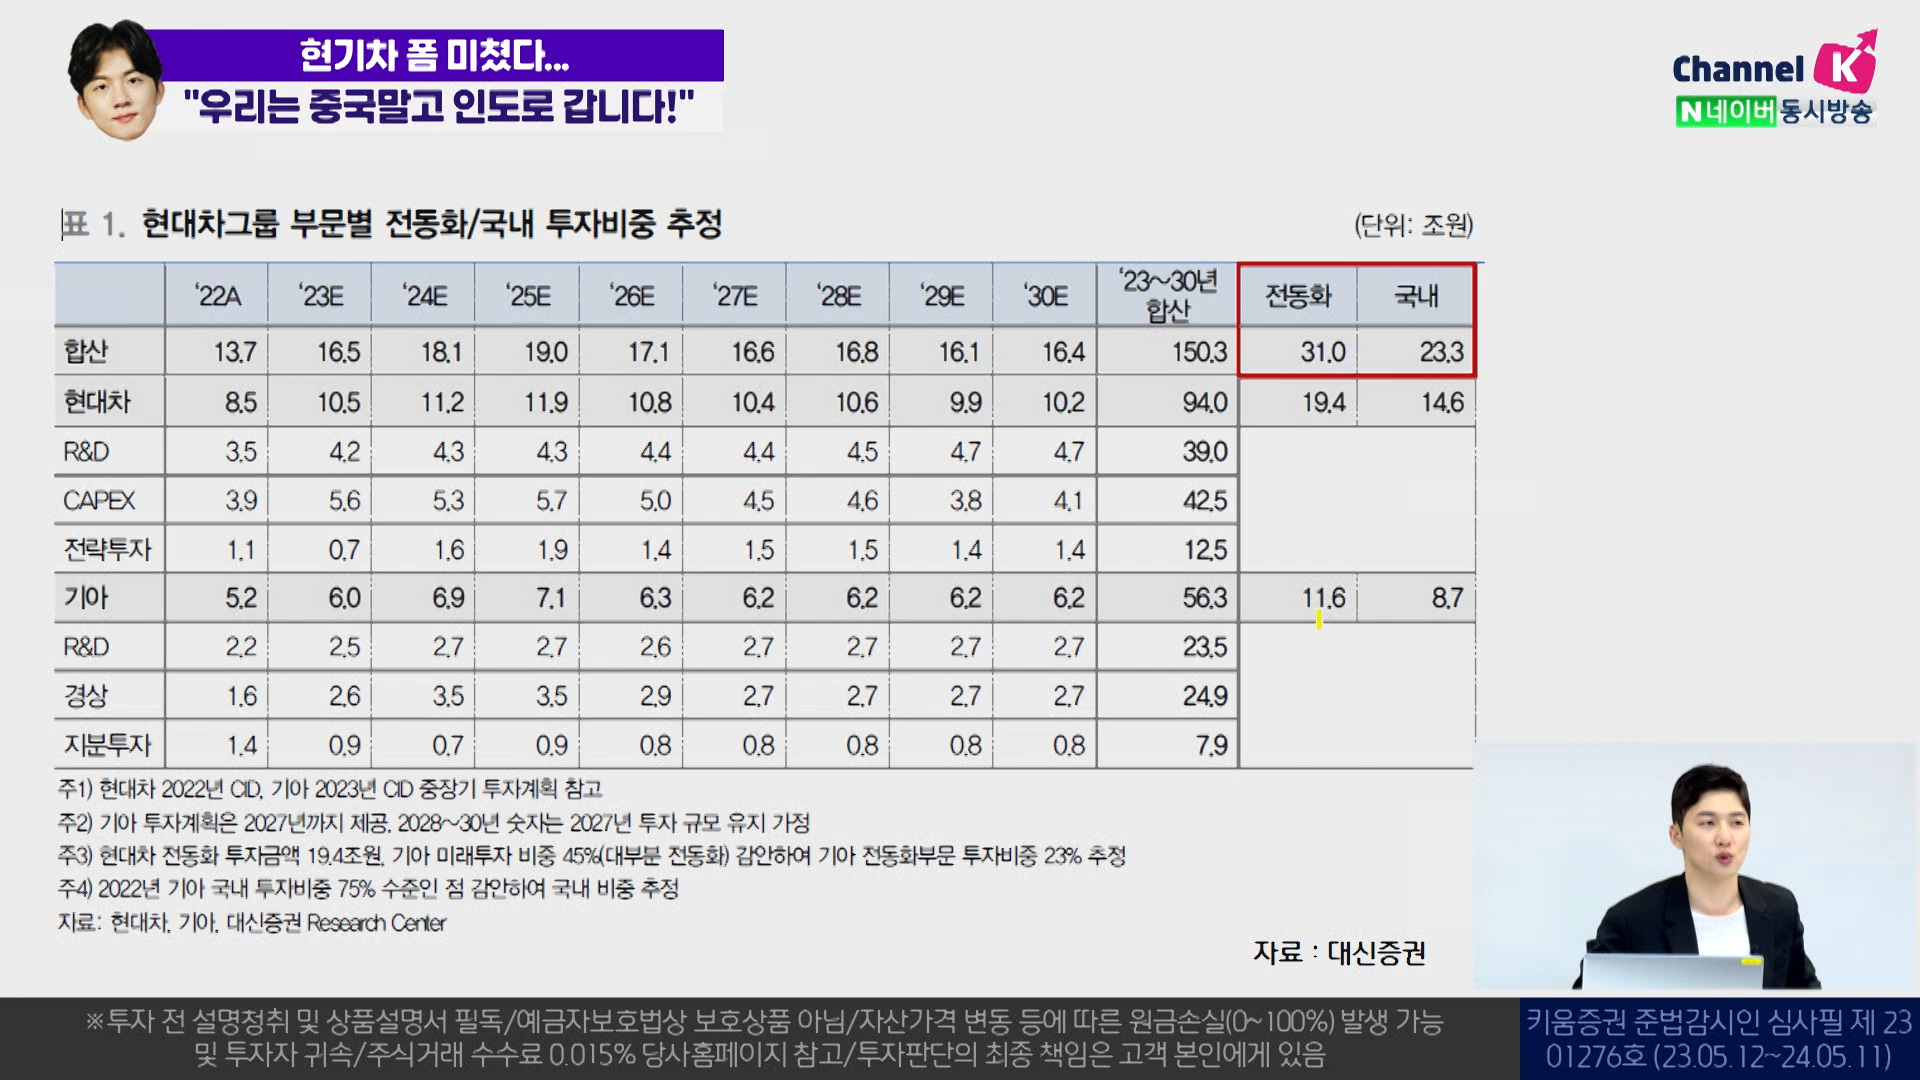 현기차 폼 미쳤다...
"우리는 중국말고 인도로 갑니다!"
Channel K
N 네이버 동시방송
표 1. 현대차그룹 부문별 전동화/국내 투자비중 추정 (단위: 조원)
‘22A ‘23E ‘24E ‘25E ‘26E ‘27E ‘28E ‘29E ‘30E ‘23~30년 합산 전동화 국내
합산 13.7 16.5 18.1 19.0 17.1 16.6 16.8 16.1 16.4 150.3 31.0 23.3
현대차 8.5 10.5 11.2 11.9 10.8 10.4 10.6 9.9 10.2 94.0 19.4 14.6
R&D 3.5 4.2 4.3 4.3 4.4 4.4 4.5 4.7 4.7 39.0
CAPEX 3.9 5.6 5.3 5.7 5.0 4.5 4.6 3.8 4.1 42.5
전략투자 1.1 0.7 1.6 1.9 1.4 1.5 1.5 1.4 1.4 12.5
기아 5.2 6.0 6.9 7.1 6.3 6.2 6.2 6.2 6.2 56.3 11.6 8.7
R&D 2.2 2.5 2.7 2.7 2.6 2.7 2.7 2.7 2.7 23.5
경상 1.6 2.6 3.5 3.5 2.9 2.7 2.7 2.7 2.7 24.9
지분투자 1.4 0.9 0.7 0.9 0.8 0.8 0.8 0.8 0.8 7.9
주1) 현대차 2022년 CID, 기아 2023년 CID 중장기 투자계획 참고
주2) 기아 투자계획은 2027년까지 제공, 2028~30년 숫자는 2027년 투자 규모 유지 가정
주3) 현대차 전동화 투자금액 19.4조원, 기아 미래투자 비중 45%(대부분 전동화) 감안하여 기아 전동화부문 투자비중 23% 추정
주4) 2022년 기아 국내 투자비중 75% 수준인 점 감안하여 국내 비중 추정
자료: 현대차, 기아, 대신증권 Research Center
자료 : 대신증권
※투자 전 설명청취 및 상품설명서 필독/예금자보호법상 보호상품 아님/자산가격 변동 등에 따른 원금손실(0~100%) 발생 가능
및 투자자 귀속/주식거래 수수료 0.015% 당사홈페이지 참고/투자판단의 최종 책임은 고객 본인에게 있음
키움증권 준법감시인 심사필 제 23
01276호 (23.05.12~24.05.11)